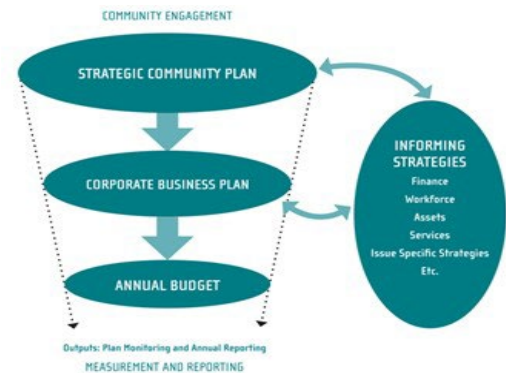 COMMUNITY ENGAGEMENT
STRATEGIC COMMUNITY PLAN
CORPORATE BUSINESS PLAN
ANNUAL BUDGET
INFORMING
STRATEGIES
Finance
Workforce
Assets
Services
Issue Specific Strategies
Etc.
Outputs: Plan Monitoring and Annual Reporting
MEASUREMENT AND REPORTING